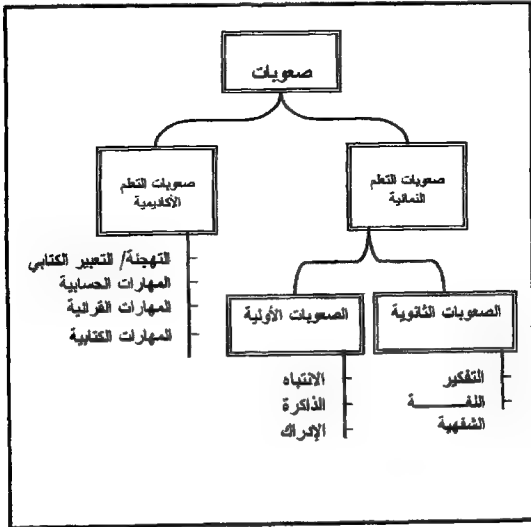 صعوبات
صعوبات التعلم
النمائية
صعوبات التعلم
الأكاديمية
الصعوبات الثانوية
التفكير
اللغــــــة
الشفهية
الصعوبات الأولية
الانتباه
الذاكرة
الإدراك
التهجئة/ التعبير الكتابي
المهارات الحسابية
المهارات القرائية
المهارات الكتابية